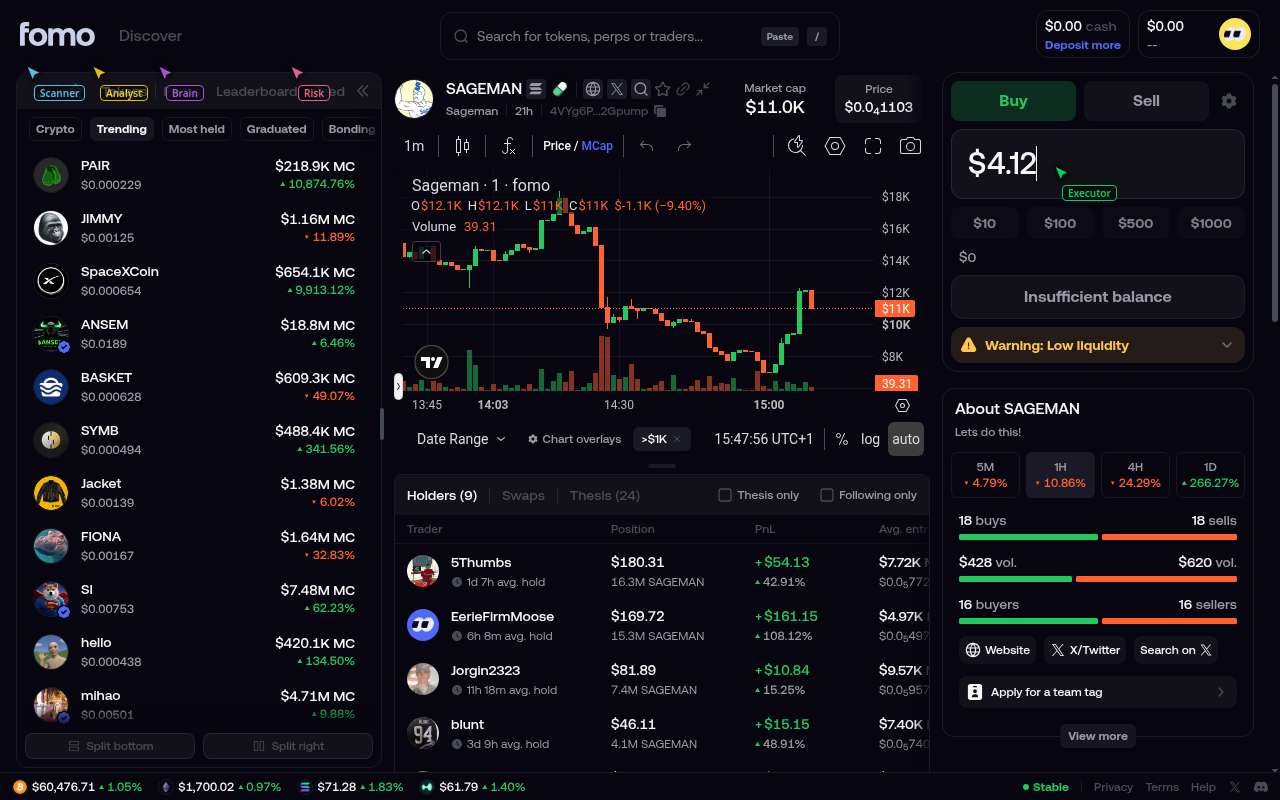 fomo
Discover
Search for tokens, perps or traders...
Paste
/
$0.00 cash
Deposit more
$0.00
--
Scanner
Analyst
Brain
Leaderboard
Risk
Crypto
Trending
Most held
Graduated
Bonding
PAIR
$218.9K MC
$0.000229
10,874.76%
JIMMY
$1.16M MC
$0.00125
11.89%
SpaceXCoin
$654.1K MC
$0.000654
9,913.12%
ANSEM
$18.8M MC
$0.0189
6.46%
BASKET
$609.3K MC
$0.000628
49.07%
SYMB
$488.4K MC
$0.000494
341.56%
Jacket
$1.38M MC
$0.00139
6.02%
FIONA
$1.64M MC
$0.00167
32.83%
SI
$7.48M MC
$0.00753
62.23%
hello
$420.1K MC
$0.000438
134.50%
mihao
$4.71M MC
$0.00501
9.88%
Split bottom
Split right
SAGEMAN
Sageman
21h
4VYg6P...2Gpump
Market cap
$11.0K
Price
$0.0₄1103
1m
Price / MCap
Sageman · 1 · fomo
O$12.1K H$12.1K L$11K C$11K $-1.1K (−9.40%)
Volume 39.31
$18K
$16K
$14K
$12K
$11K
$10K
$8K
39.31
13:45
14:03
14:30
15:00
Date Range
Chart overlays
>$1K ×
15:47:56 UTC+1
%
log
auto
Holders (9)
Swaps
Thesis (24)
Thesis only
Following only
Trader
Position
PnL
Avg. entr
5Thumbs
$180.31
+$54.13
$7.72K
1d 7h avg. hold
16.3M SAGEMAN
42.91%
$0.0₅772
EerieFirmMoose
$169.72
+$161.15
$4.97K
6h 8m avg. hold
15.3M SAGEMAN
108.12%
$0.0₅497
Jorgin2323
$81.89
+$10.84
$9.57K
11h 18m avg. hold
7.4M SAGEMAN
15.25%
$0.0₅957
blunt
$46.11
+$15.15
$7.40K
3d 9h avg. hold
4.1M SAGEMAN
48.91%
$0.0₅740
Buy
Sell
$4.12
Executor
$10
$100
$500
$1000
$0
Insufficient balance
Warning: Low liquidity
About SAGEMAN
Lets do this!
5M
4.79%
1H
10.86%
4H
24.29%
1D
266.27%
18 buys
18 sells
$428 vol.
$620 vol.
16 buyers
16 sellers
Website
X/Twitter
Search on X
Apply for a team tag
View more
$60,476.71 1.05%
$1,700.02 0.97%
$71.28 1.83%
$61.79 1.40%
Stable
Privacy
Terms
Help